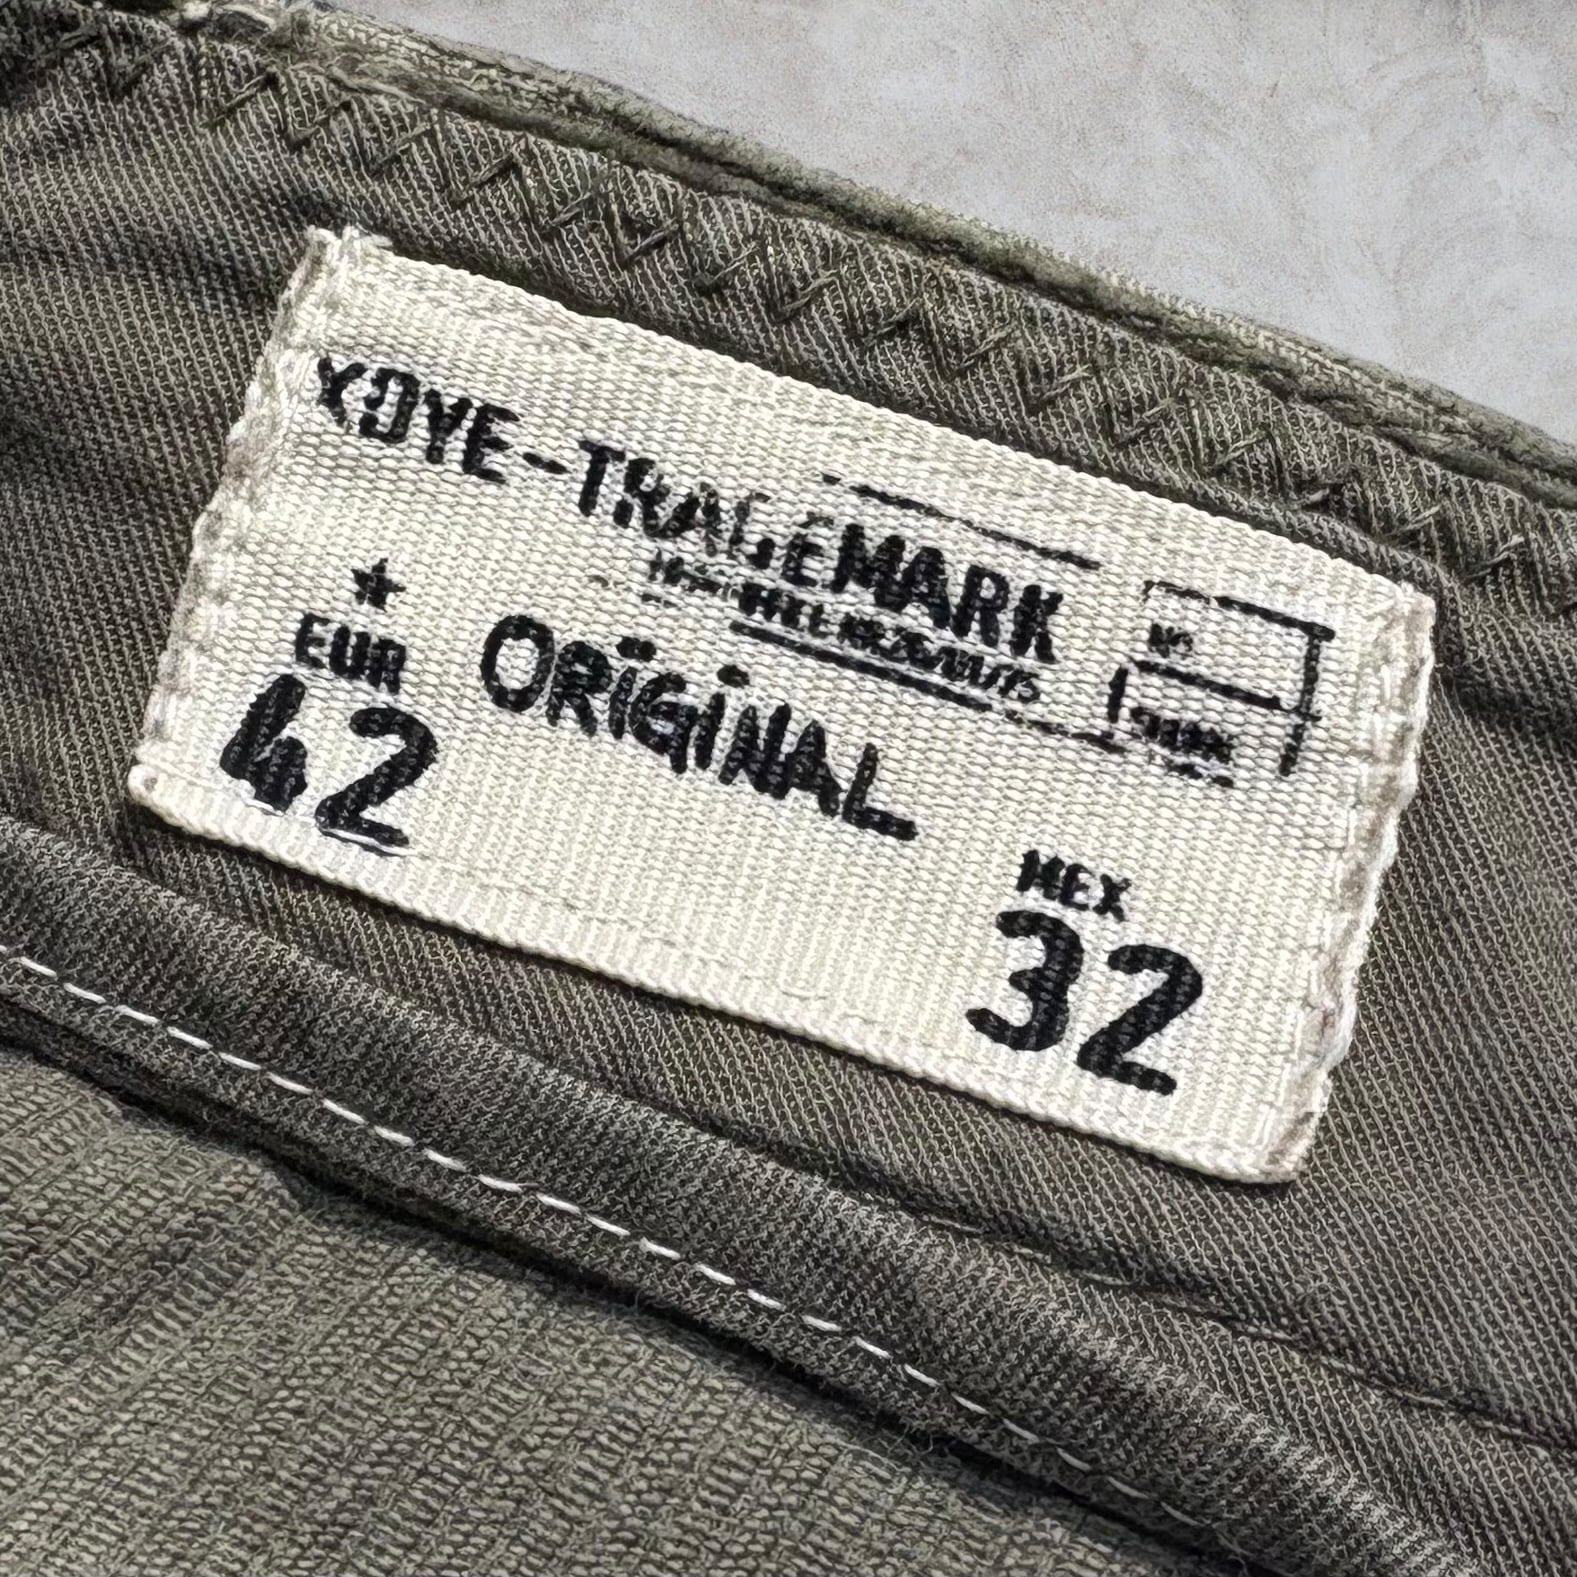 XDYE-TRADEMARK
EUR
42
ORIGINAL
MEX
32